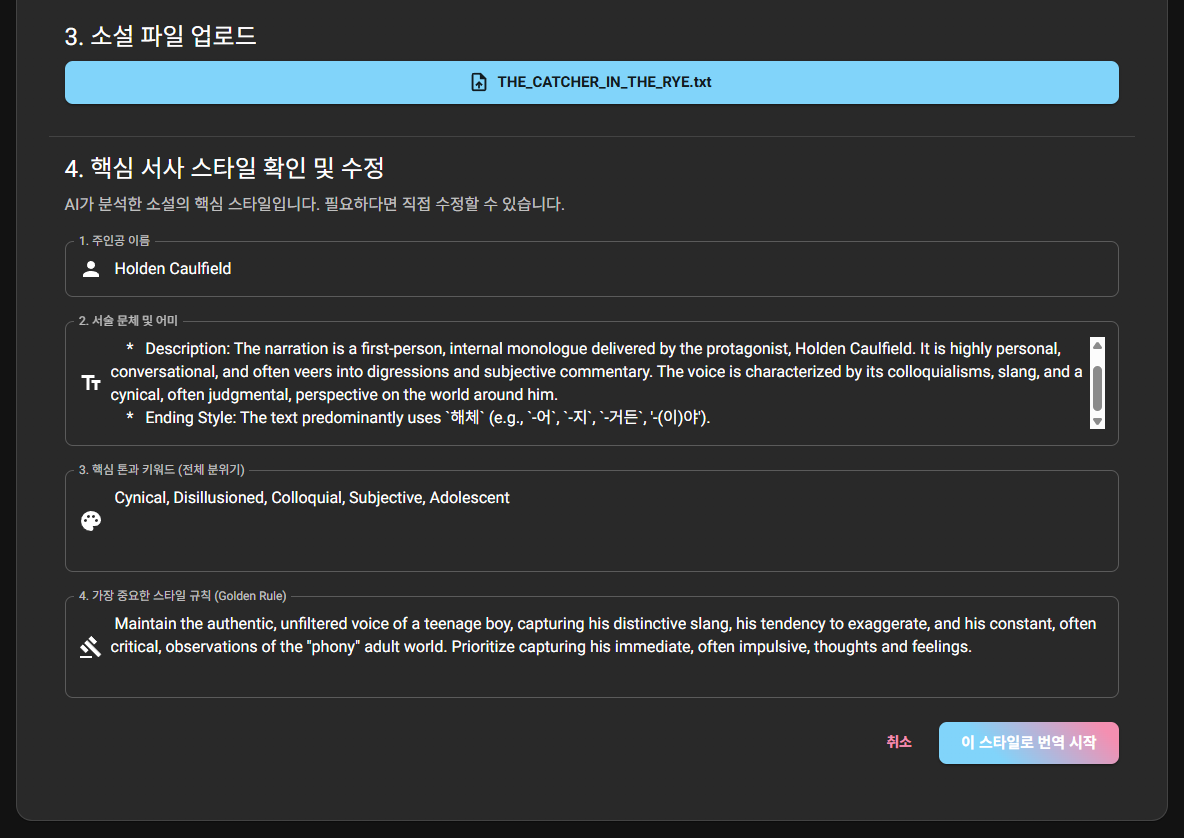 3. 소설 파일 업로드
THE_CATCHER_IN_THE_RYE.txt
4. 핵심 서사 스타일 확인 및 수정
AI가 분석한 소설의 핵심 스타일입니다. 필요하다면 직접 수정할 수 있습니다.
1. 주인공 이름
Holden Caulfield
2. 서술 문체 및 어미
* Description: The narration is a first-person, internal monologue delivered by the protagonist, Holden Caulfield. It is highly personal,
conversational, and often veers into digressions and subjective commentary. The voice is characterized by its colloquialisms, slang, and a
cynical, often judgmental, perspective on the world around him.
* Ending Style: The text predominantly uses `해체` (e.g., `-어`, `-지`, `-거든`, '-(이)야').
3. 핵심 톤과 키워드 (전체 분위기)
Cynical, Disillusioned, Colloquial, Subjective, Adolescent
4. 가장 중요한 스타일 규칙 (Golden Rule)
Maintain the authentic, unfiltered voice of a teenage boy, capturing his distinctive slang, his tendency to exaggerate, and his constant, often
critical, observations of the "phony" adult world. Prioritize capturing his immediate, often impulsive, thoughts and feelings.
취소
이 스타일로 번역 시작